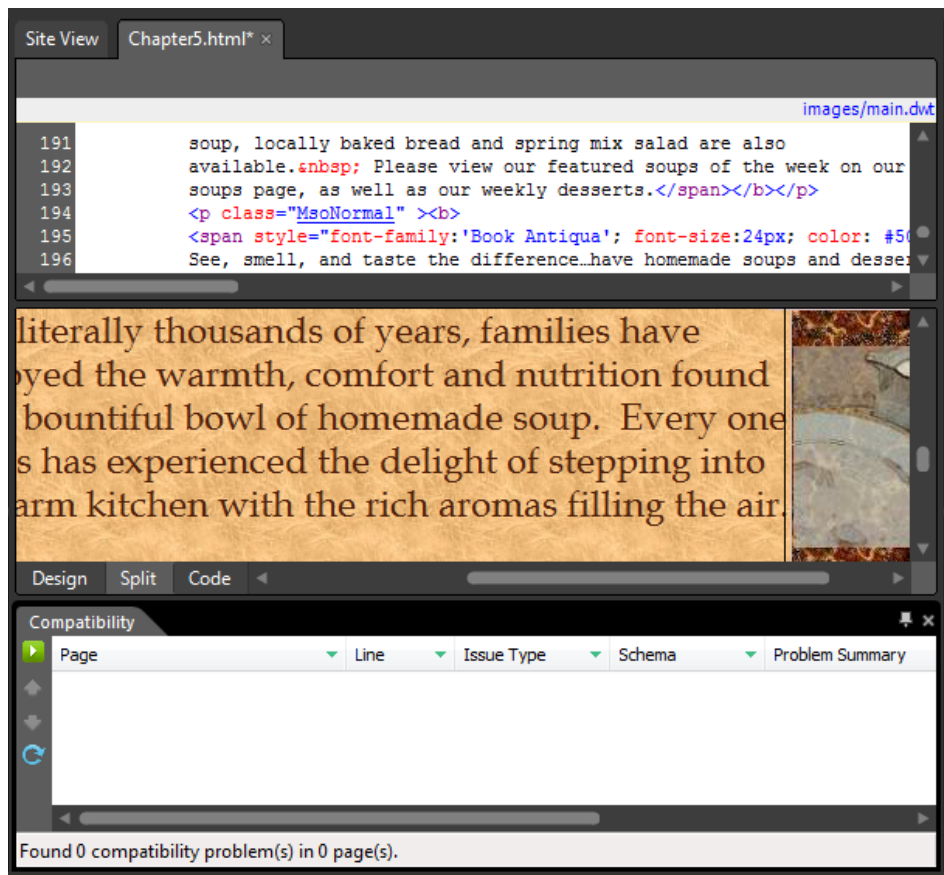 Site View Chapter5.html* ×
images/main.dwt
191 soup, locally baked bread and spring mix salad are also
192 available.&nbsp; Please view our featured soups of the week on our
193 soups page, as well as our weekly desserts.</span></b></p>
194 <p class="MsoNormal" ><b>
195 <span style="font-family:'Book Antiqua'; font-size:24px; color: #50
196 See, smell, and taste the difference…have homemade soups and desser
literally thousands of years, families have
yed the warmth, comfort and nutrition found
bountiful bowl of homemade soup. Every one
s has experienced the delight of stepping into
arm kitchen with the rich aromas filling the air.
Design Split Code
Compatibility
Page Line Issue Type Schema Problem Summary
Found 0 compatibility problem(s) in 0 page(s).